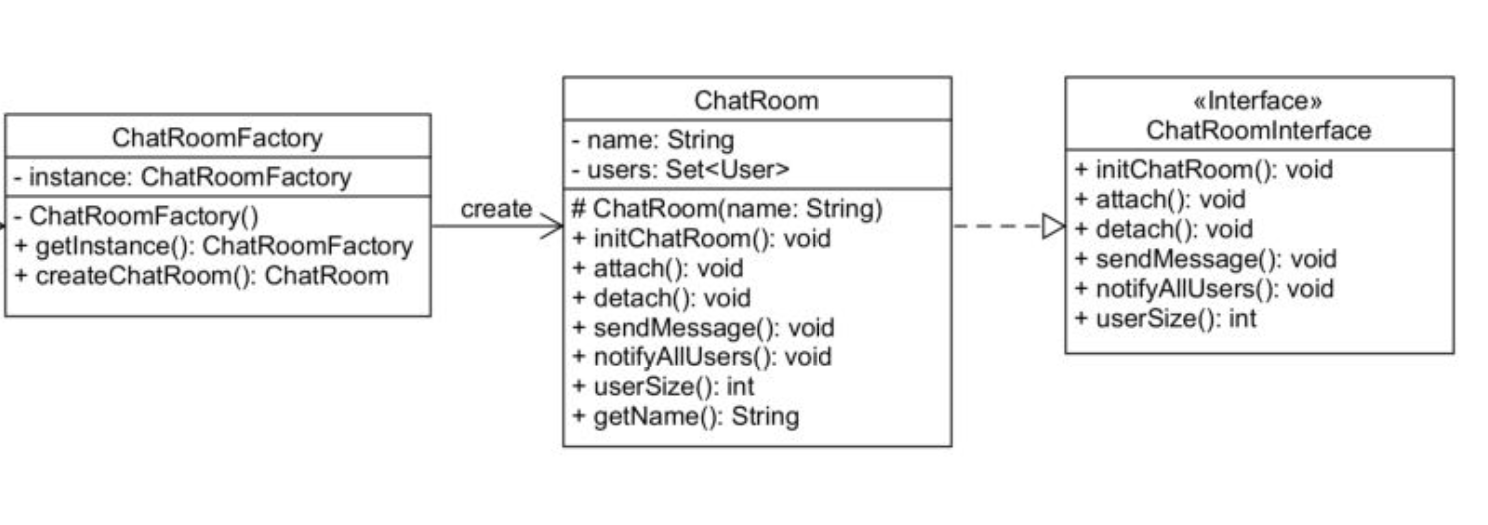 ChatRoomFactory
- instance: ChatRoomFactory
- ChatRoomFactory()
+ getInstance(): ChatRoomFactory
+ createChatRoom(): ChatRoom
create
ChatRoom
- name: String
- users: Set<User>
# ChatRoom(name: String)
+ initChatRoom(): void
+ attach(): void
+ detach(): void
+ sendMessage(): void
+ notifyAllUsers(): void
+ userSize(): int
+ getName(): String
«Interface»
ChatRoomInterface
+ initChatRoom(): void
+ attach(): void
+ detach(): void
+ sendMessage(): void
+ notifyAllUsers(): void
+ userSize(): int